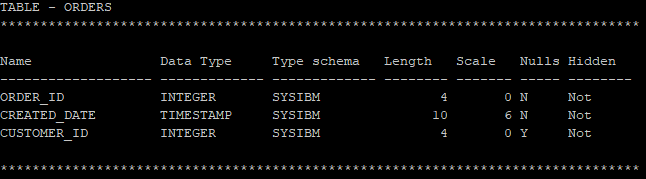 TABLE - ORDERS
********************************************************************************
Name                Data Type     Type schema   Length   Scale   Nulls Hidden
------------------- ------------- ------------- -------- ------- ----- --------
ORDER_ID            INTEGER       SYSIBM               4       0 N     Not
CREATED_DATE        TIMESTAMP     SYSIBM              10       6 N     Not
CUSTOMER_ID         INTEGER       SYSIBM               4       0 Y     Not
********************************************************************************